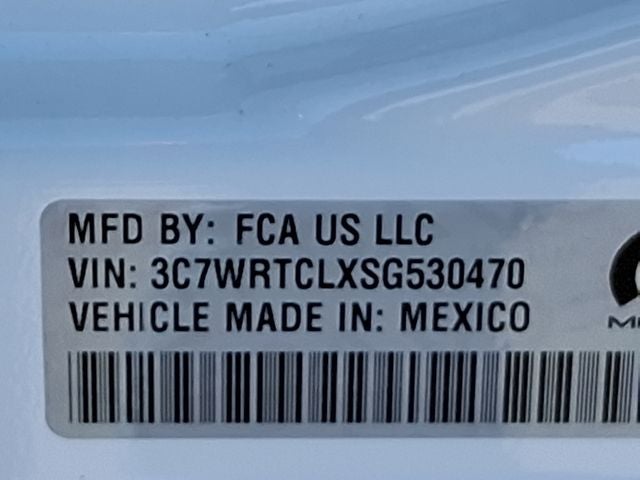 MFD BY: FCA US LLC
VIN: 3C7WRTCLXSG530470
VEHICLE MADE IN: MEXICO